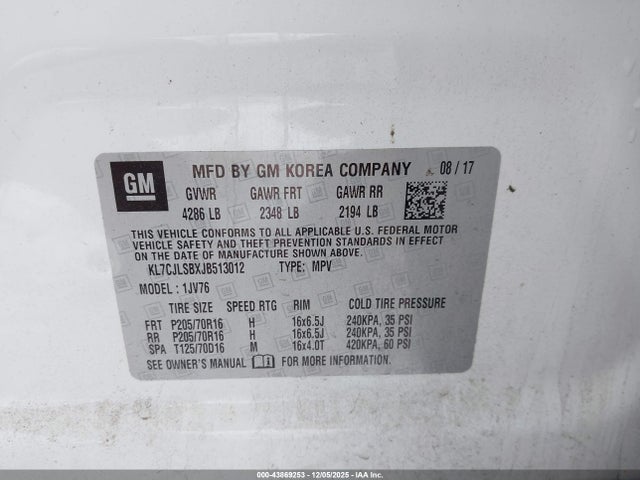 GM
MFD BY GM KOREA COMPANY 08 / 17
GVWR GAWR FRT GAWR RR
4286 LB 2348 LB 2194 LB
THIS VEHICLE CONFORMS TO ALL APPLICABLE U.S. FEDERAL MOTOR
VEHICLE SAFETY AND THEFT PREVENTION STANDARDS IN EFFECT
ON THE DATE OF MANUFACTURE SHOWN ABOVE.
KL7CJLSBXJB513012 TYPE: MPV
MODEL : 1JV76
TIRE SIZE SPEED RTG RIM COLD TIRE PRESSURE
FRT P205/70R16 H 16x6.5J 240KPA, 35 PSI
RR P205/70R16 H 16x6.5J 240KPA, 35 PSI
SPA T125/70D16 M 16x4.0T 420KPA, 60 PSI
SEE OWNER'S MANUAL FOR MORE INFORMATION.
000-43869253 - 12/05/2025 - IAA Inc.